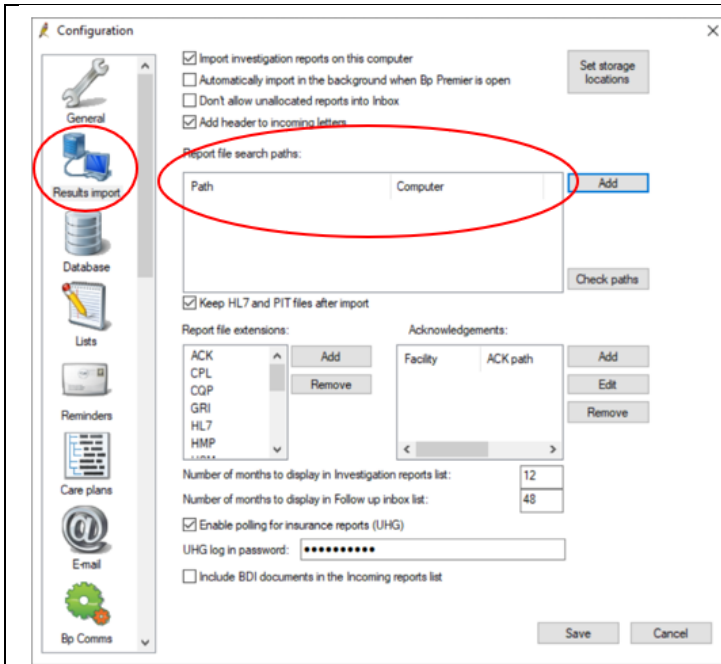 Configuration
General
Results import
Database
Lists
Reminders
Care plans
E-mail
Bp Comms
Import investigation reports on this computer
Automatically import in the background when Bp Premier is open
Don't allow unallocated reports into Inbox
Add header to incoming letters
Set storage
locations
Report file search paths:
Path Computer
Add
Check paths
Keep HL7 and PIT files after import
Report file extensions:
ACK
CPL
CQP
GRI
HL7
HMP
Add
Remove
Acknowledgements:
Facility ACK path
Add
Edit
Remove
Number of months to display in Investigation reports list: 12
Number of months to display in Follow up inbox list: 48
Enable polling for insurance reports (UHG)
UHG log in password: ••••••••••
Include BDI documents in the Incoming reports list
Save Cancel